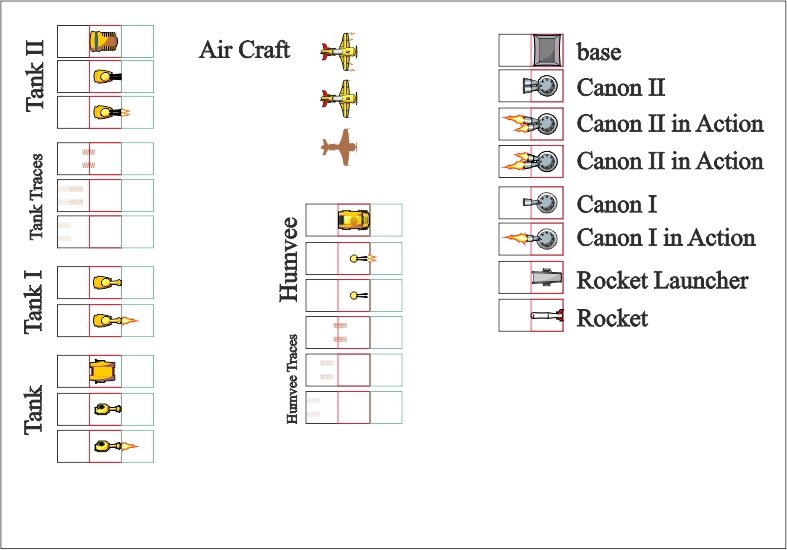 Tank II
Tank Traces
Tank I
Tank
Air Craft
Humvee
Humvee Traces
base
Canon II
Canon II in Action
Canon II in Action
Canon I
Canon I in Action
Rocket Launcher
Rocket